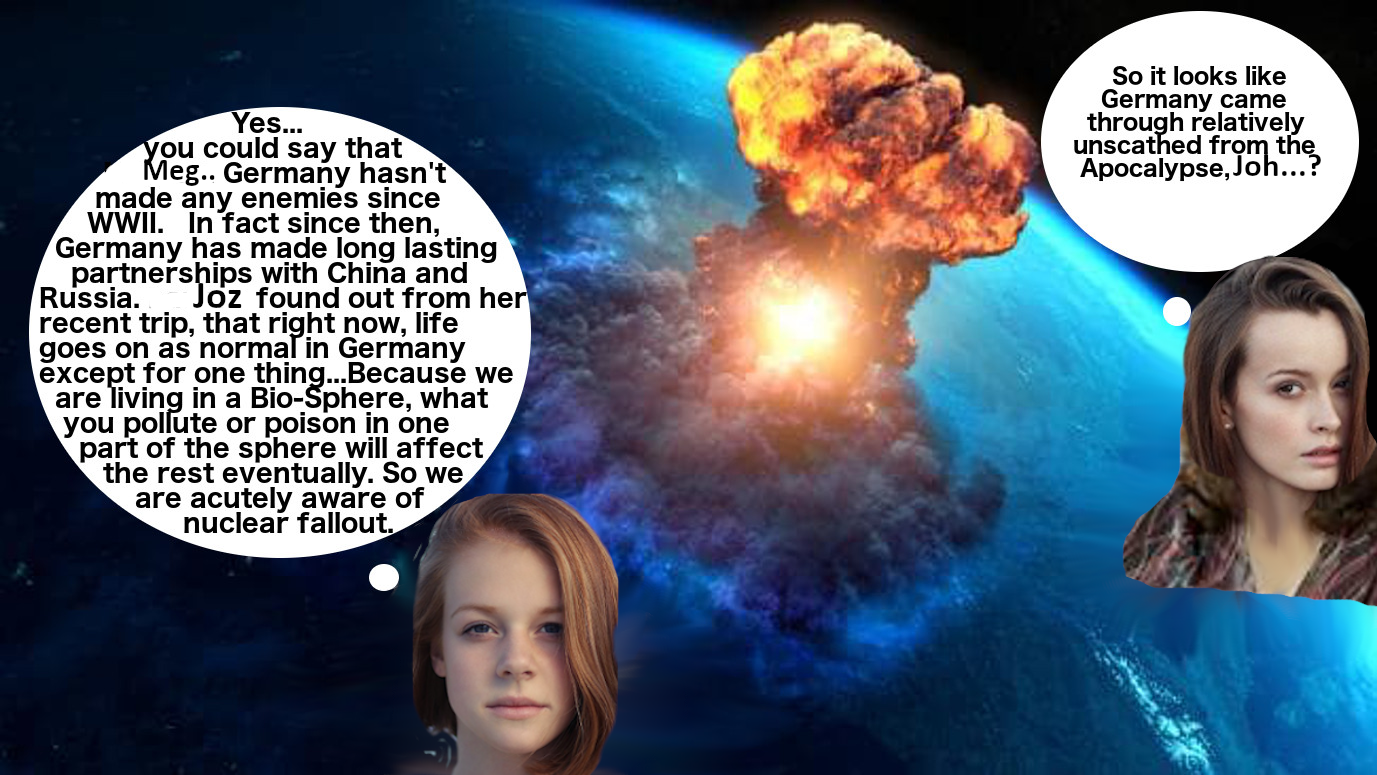 So it looks like
Germany came
through relatively
unscathed from the
Apocalypse,Joh...?
Yes...
you could say that
Meg.. Germany hasn't
made any enemies since
WWII. In fact since then,
Germany has made long lasting
partnerships with China and
Russia. Joz found out from her
recent trip, that right now, life
goes on as normal in Germany
except for one thing...Because we
are living in a Bio-Sphere, what
you pollute or poison in one
part of the sphere will affect
the rest eventually. So we
are acutely aware of
nuclear fallout.